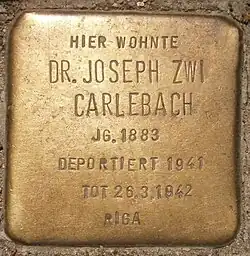 HIER WOHNTE
DR. JOSEPH ZWI
CARLEBACH
JG. 1883
DEPORTIERT 1941
TOT 26.3.1942
RIGA